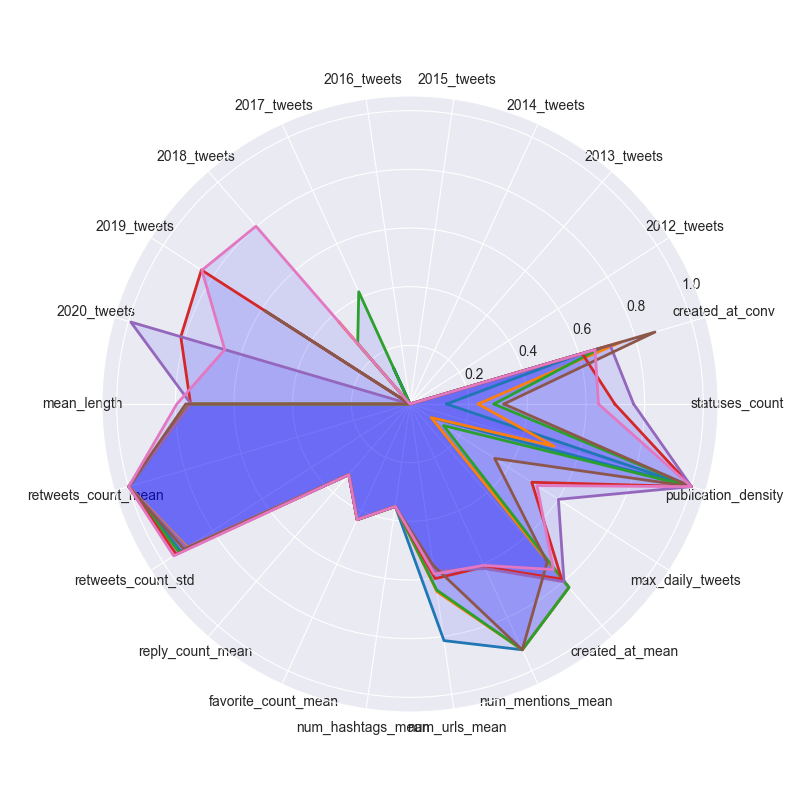 2016_tweets 2015_tweets
2017_tweets 2014_tweets
2018_tweets 2013_tweets
2019_tweets 2012_tweets
1.0
0.8
2020_tweets created_at_conv
0.6
0.4
0.2
mean_length statuses_count
retweets_count_mean publication_density
retweets_count_std max_daily_tweets
reply_count_mean created_at_mean
favorite_count_mean num_mentions_mean
num_hashtags_mean num_urls_mean